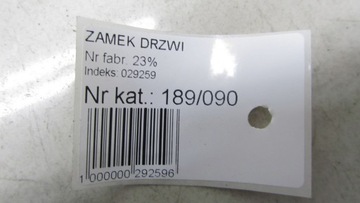 ZAMEK DRZWI
Nr fabr. 23%
Indeks: 029259
Nr kat.: 189/090
1 000000 292596